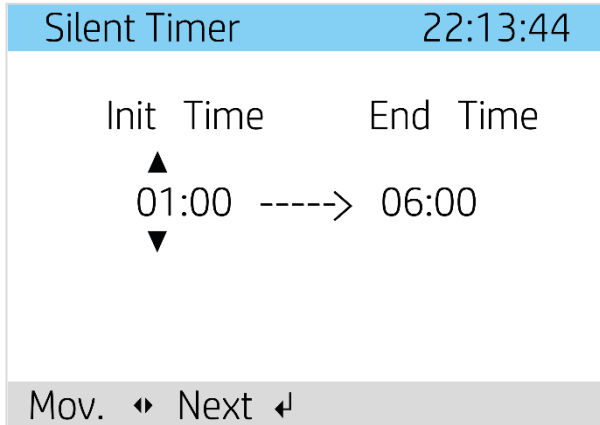 Silent Timer 22:13:44
Init Time End Time
01:00 -----> 06:00
Mov. Next